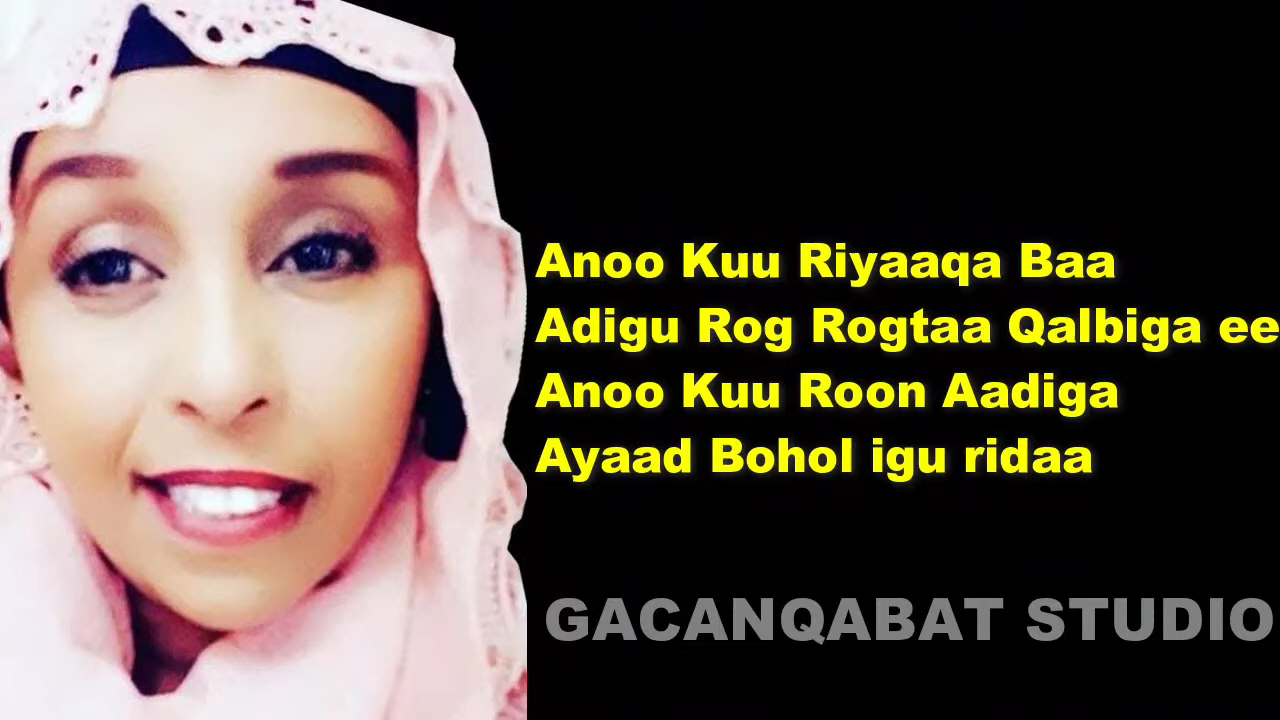 Anoo Kuu Riyaaqa Baa
Adigu Rog Rogtaa Qalbiga ee
Anoo Kuu Roon Aadiga
Ayaad Bohol igu ridaa
GACANQABAT STUDIO